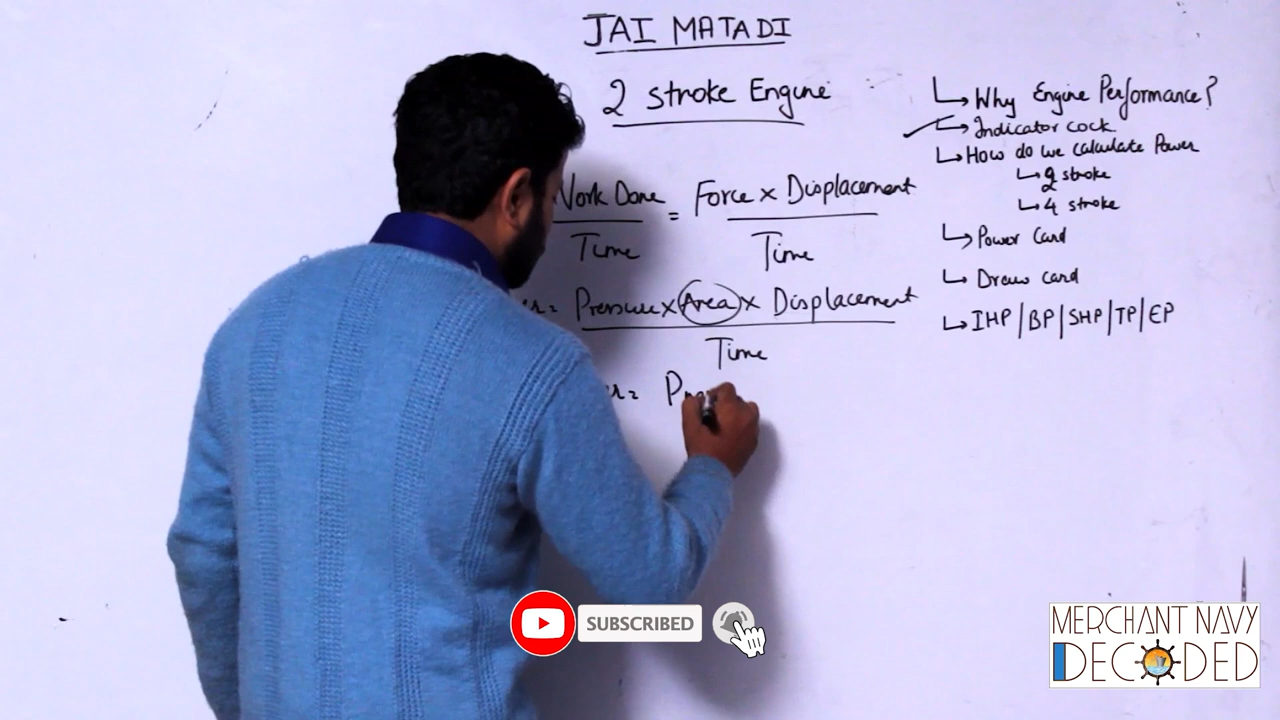 JAI MATADI
2 stroke Engine
Work Done = Force x Displacement
Time Time
= Pressure x Area x Displacement
Time
=
↳ Why Engine Performance?
↳ Indicator cock
↳ How do we calculate Power
↳ 2 stroke
↳ 4 stroke
↳ Power card
↳ Draw card
↳ IHP | BP | SHP | TP | EP
SUBSCRIBED
MERCHANT NAVY
DECODED